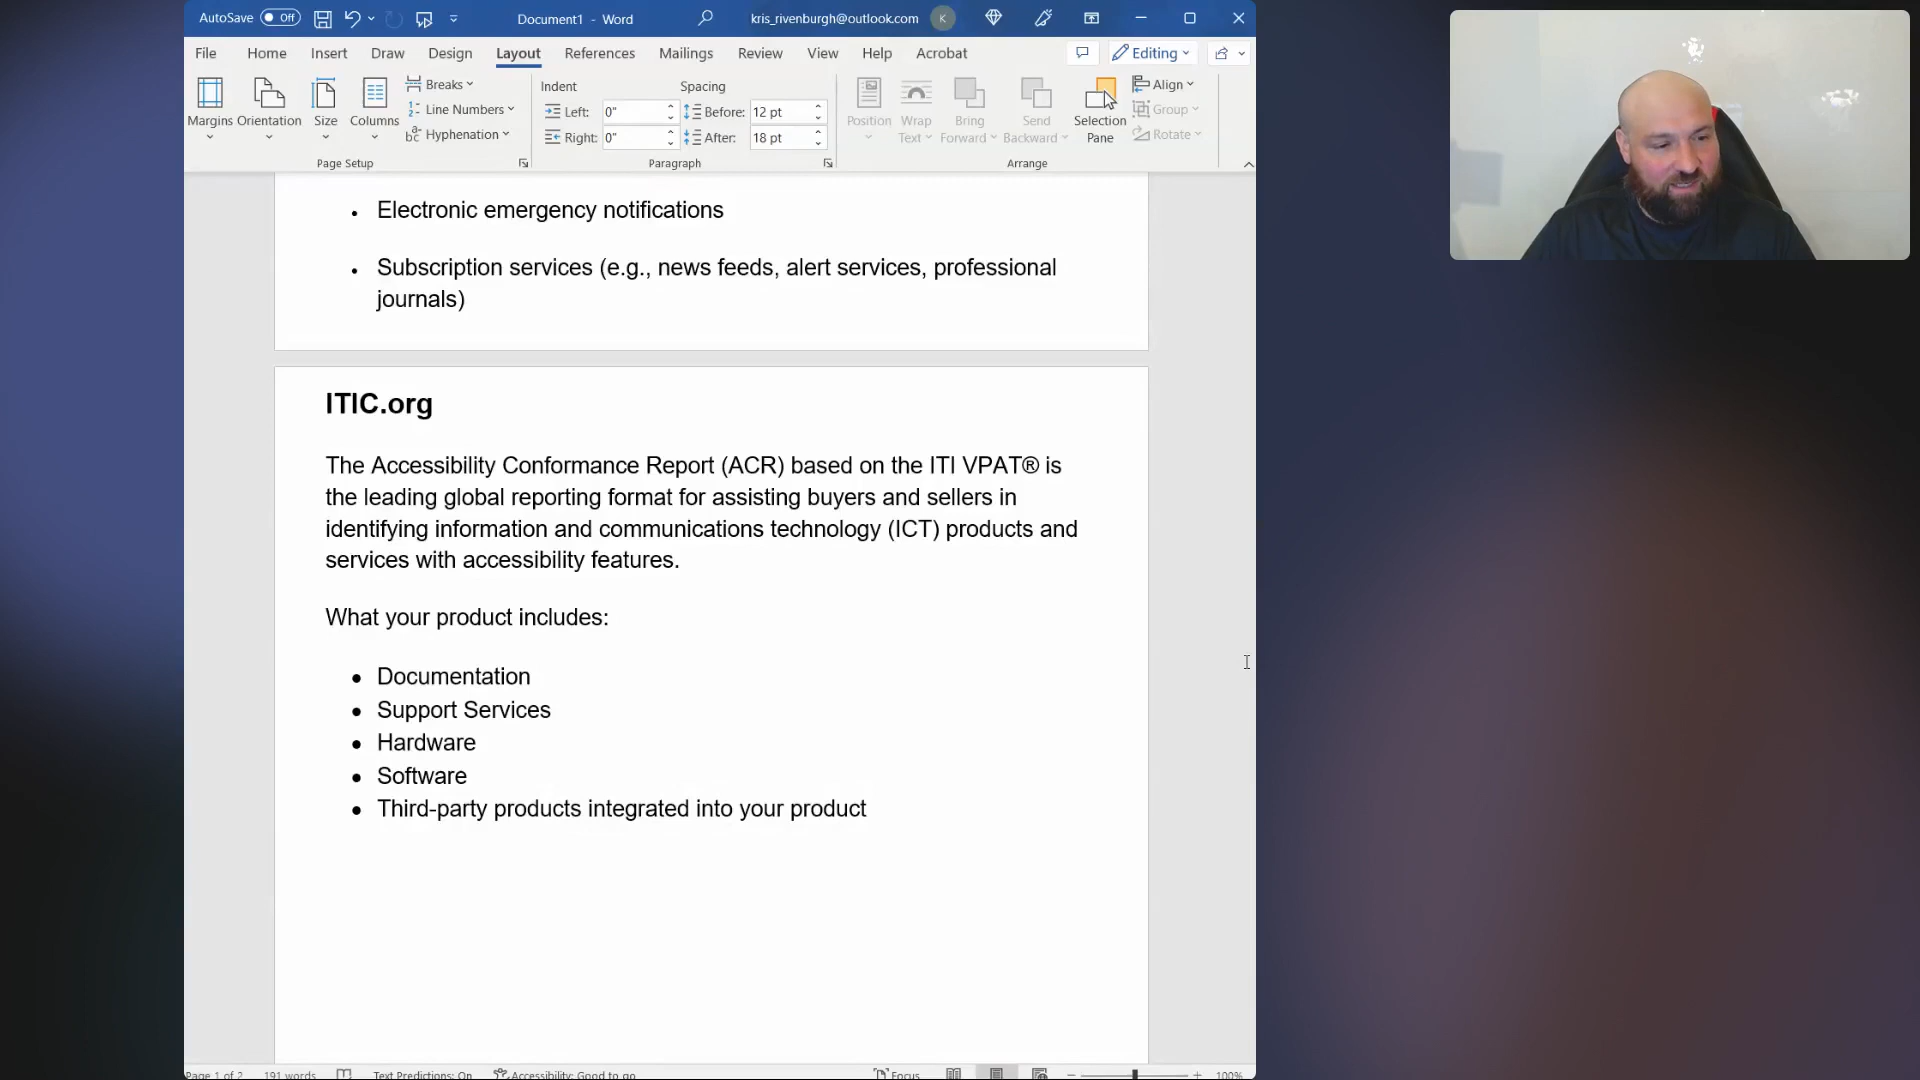 AutoSave Off Document1 - Word kris_rivenburgh@outlook.com K
File Home Insert Draw Design Layout References Mailings Review View Help Acrobat Editing
Margins Orientation Size Columns Breaks Line Numbers Hyphenation
Page Setup
Indent Spacing
Left: 0" Before: 12 pt
Right: 0" After: 18 pt
Paragraph
Position Wrap Text Bring Forward Send Backward Selection Pane Align Group Rotate
Arrange
• Electronic emergency notifications
• Subscription services (e.g., news feeds, alert services, professional
journals)
ITIC.org
The Accessibility Conformance Report (ACR) based on the ITI VPAT® is
the leading global reporting format for assisting buyers and sellers in
identifying information and communications technology (ICT) products and
services with accessibility features.
What your product includes:
• Documentation
• Support Services
• Hardware
• Software
• Third-party products integrated into your product
Page 1 of 2 191 words Text Predictions: On Accessibility: Good to go Focus 100%